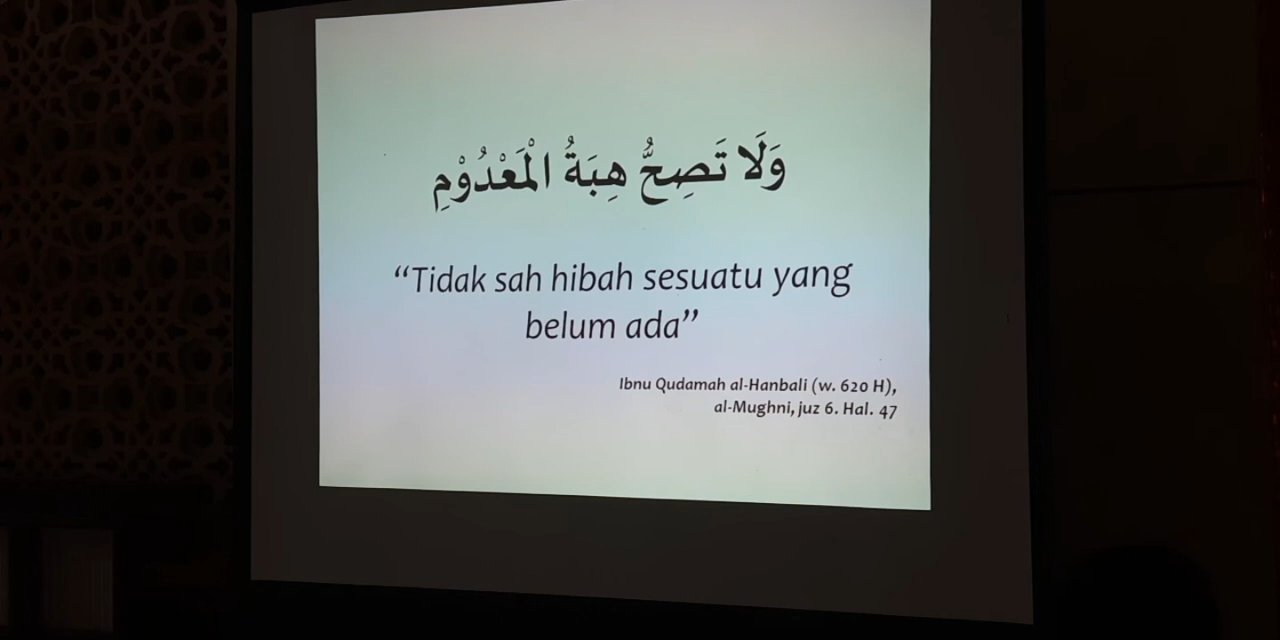 وَلَا تَصِحُّ هِبَةُ الْمَعْدُوْمِ
“Tidak sah hibah sesuatu yang
belum ada”
Ibnu Qudamah al-Hanbali (w. 620 H),
al-Mughni, juz 6. Hal. 47